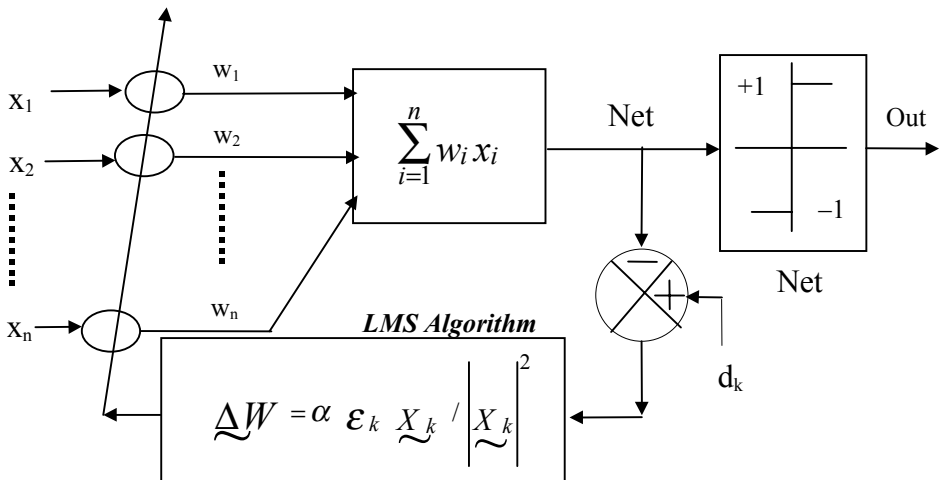 x₁
w₁
x₂
w₂
n
∑ wᵢ xᵢ
i=1
Net
+1
−1
Out
Net
−
+
dₖ
xₙ
wₙ
LMS Algorithm
ΔW = α εₖ Xₖ / |Xₖ|²